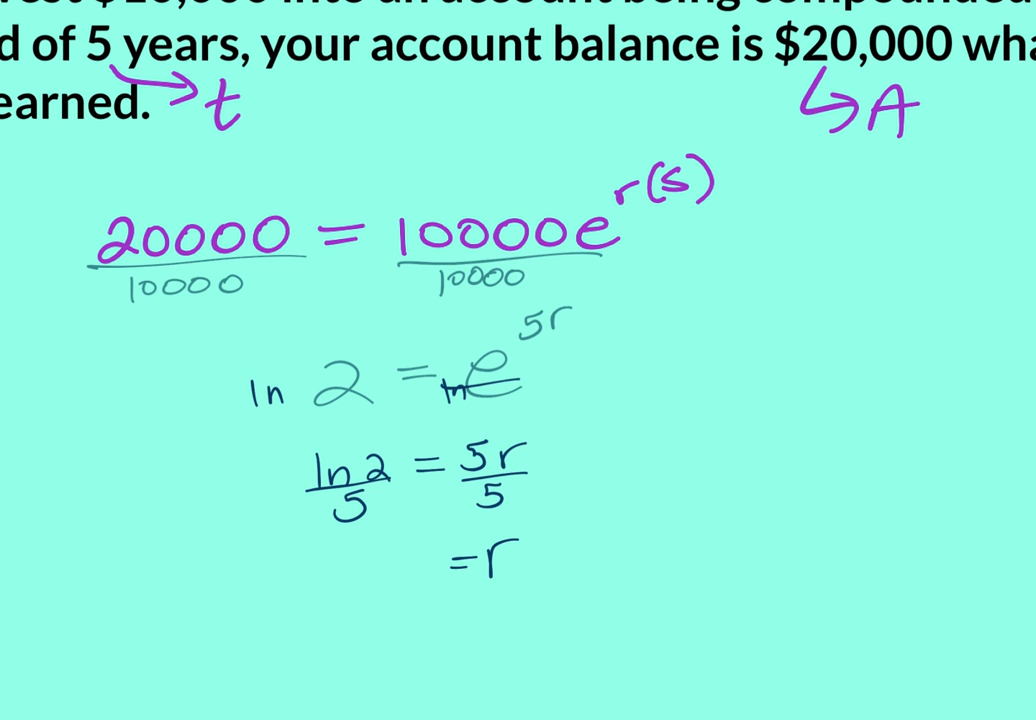 d of 5 years, your account balance is $20,000 wha
earned. → t ↳ A
20000 = 10000e^r(5)
10000 10000
ln 2 = ln e^5r
ln 2 = 5r
5 5
= r